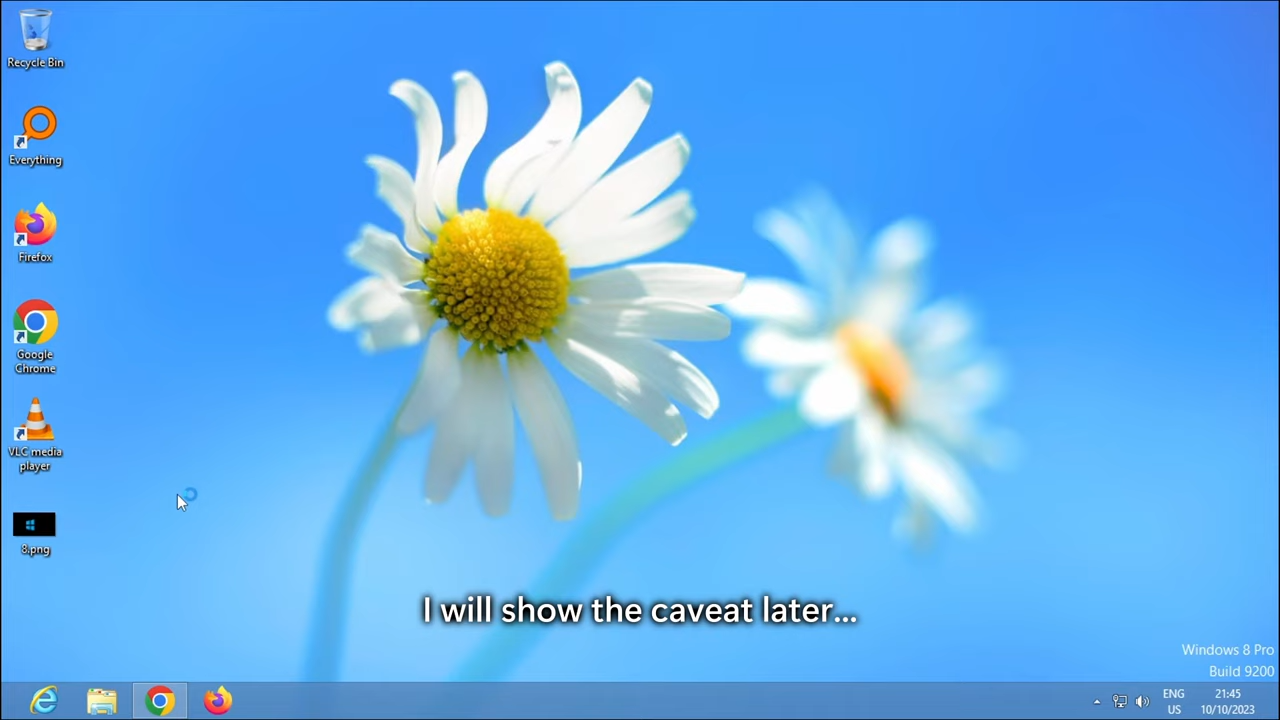 Recycle Bin
Everything
Firefox
Google
Chrome
VLC media
player
8.png
I will show the caveat later...
Windows 8 Pro
Build 9200
ENG
US
21:45
10/10/2023